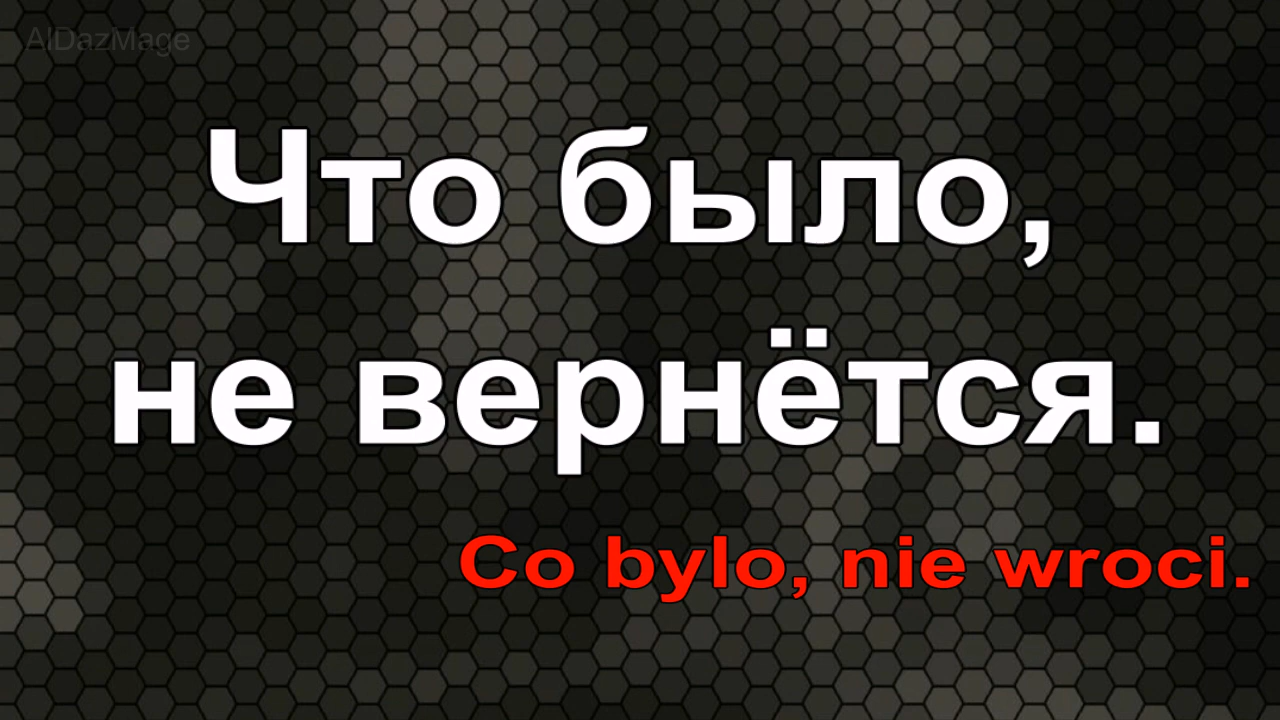 AlDazMage
Что было,
не вернётся.
Co bylo, nie wroci.